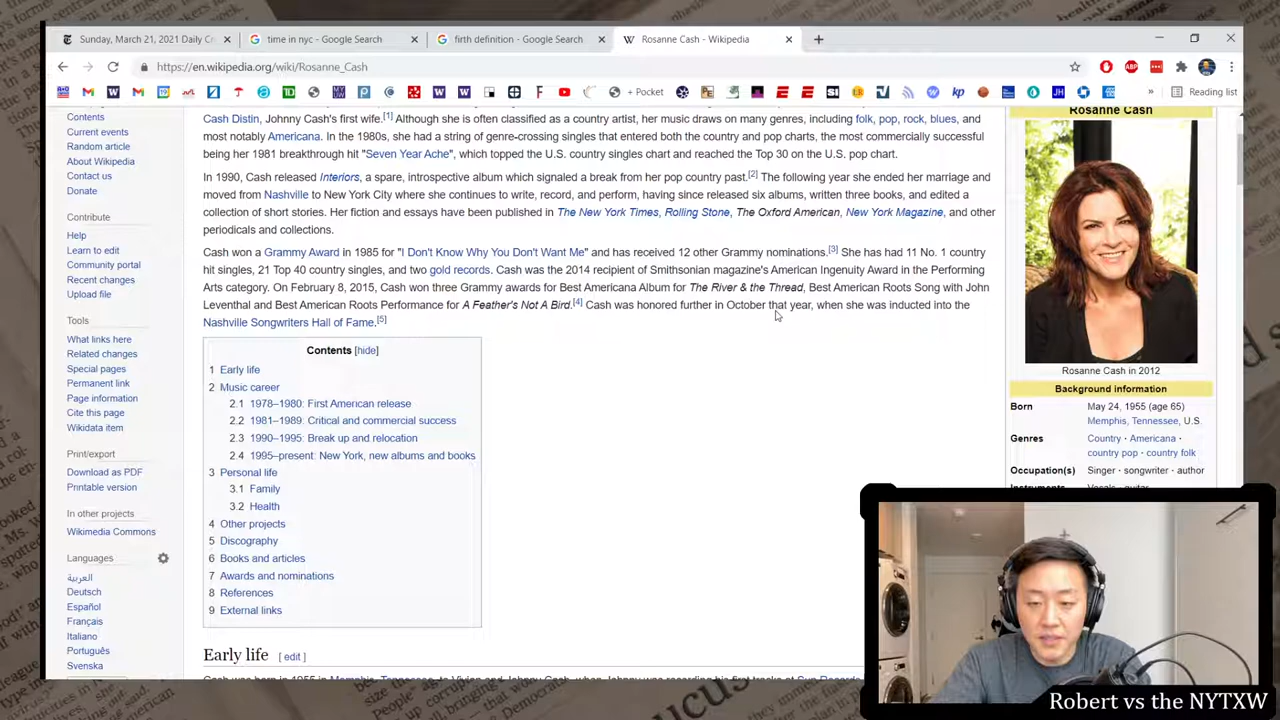 Sunday, March 21, 2021 Daily Cr
time in nyc - Google Search
firth definition - Google Search
Rosanne Cash - Wikipedia
https://en.wikipedia.org/wiki/Rosanne_Cash
+ Pocket
Reading list
Contents
Current events
Random article
About Wikipedia
Contact us
Donate
Contribute
Help
Learn to edit
Community portal
Recent changes
Upload file
Tools
What links here
Related changes
Special pages
Permanent link
Page information
Cite this page
Wikidata item
Print/export
Download as PDF
Printable version
In other projects
Wikimedia Commons
Languages
العربية
Deutsch
Español
Français
Italiano
Português
Svenska
Cash Distin, Johnny Cash's first wife.[1] Although she is often classified as a country artist, her music draws on many genres, including folk, pop, rock, blues, and
most notably Americana. In the 1980s, she had a string of genre-crossing singles that entered both the country and pop charts, the most commercially successful
being her 1981 breakthrough hit "Seven Year Ache", which topped the U.S. country singles chart and reached the Top 30 on the U.S. pop chart.
In 1990, Cash released Interiors, a spare, introspective album which signaled a break from her pop country past.[2] The following year she ended her marriage and
moved from Nashville to New York City where she continues to write, record, and perform, having since released six albums, written three books, and edited a
collection of short stories. Her fiction and essays have been published in The New York Times, Rolling Stone, The Oxford American, New York Magazine, and other
periodicals and collections.
Cash won a Grammy Award in 1985 for "I Don't Know Why You Don't Want Me" and has received 12 other Grammy nominations.[3] She has had 11 No. 1 country
hit singles, 21 Top 40 country singles, and two gold records. Cash was the 2014 recipient of Smithsonian magazine's American Ingenuity Award in the Performing
Arts category. On February 8, 2015, Cash won three Grammy awards for Best Americana Album for The River & the Thread, Best American Roots Song with John
Leventhal and Best American Roots Performance for A Feather's Not A Bird.[4] Cash was honored further in October that year, when she was inducted into the
Nashville Songwriters Hall of Fame.[5]
Contents [hide]
1 Early life
2 Music career
2.1 1978–1980: First American release
2.2 1981–1989: Critical and commercial success
2.3 1990–1995: Break up and relocation
2.4 1995–present: New York, new albums and books
3 Personal life
3.1 Family
3.2 Health
4 Other projects
5 Discography
6 Books and articles
7 Awards and nominations
8 References
9 External links
Early life [ edit ]
Rosanne Cash
Rosanne Cash in 2012
Background information
Born May 24, 1955 (age 65)
Memphis, Tennessee, U.S.
Genres Country · Americana ·
country pop · country folk
Occupation(s) Singer · songwriter · author
Robert vs the NYTXW